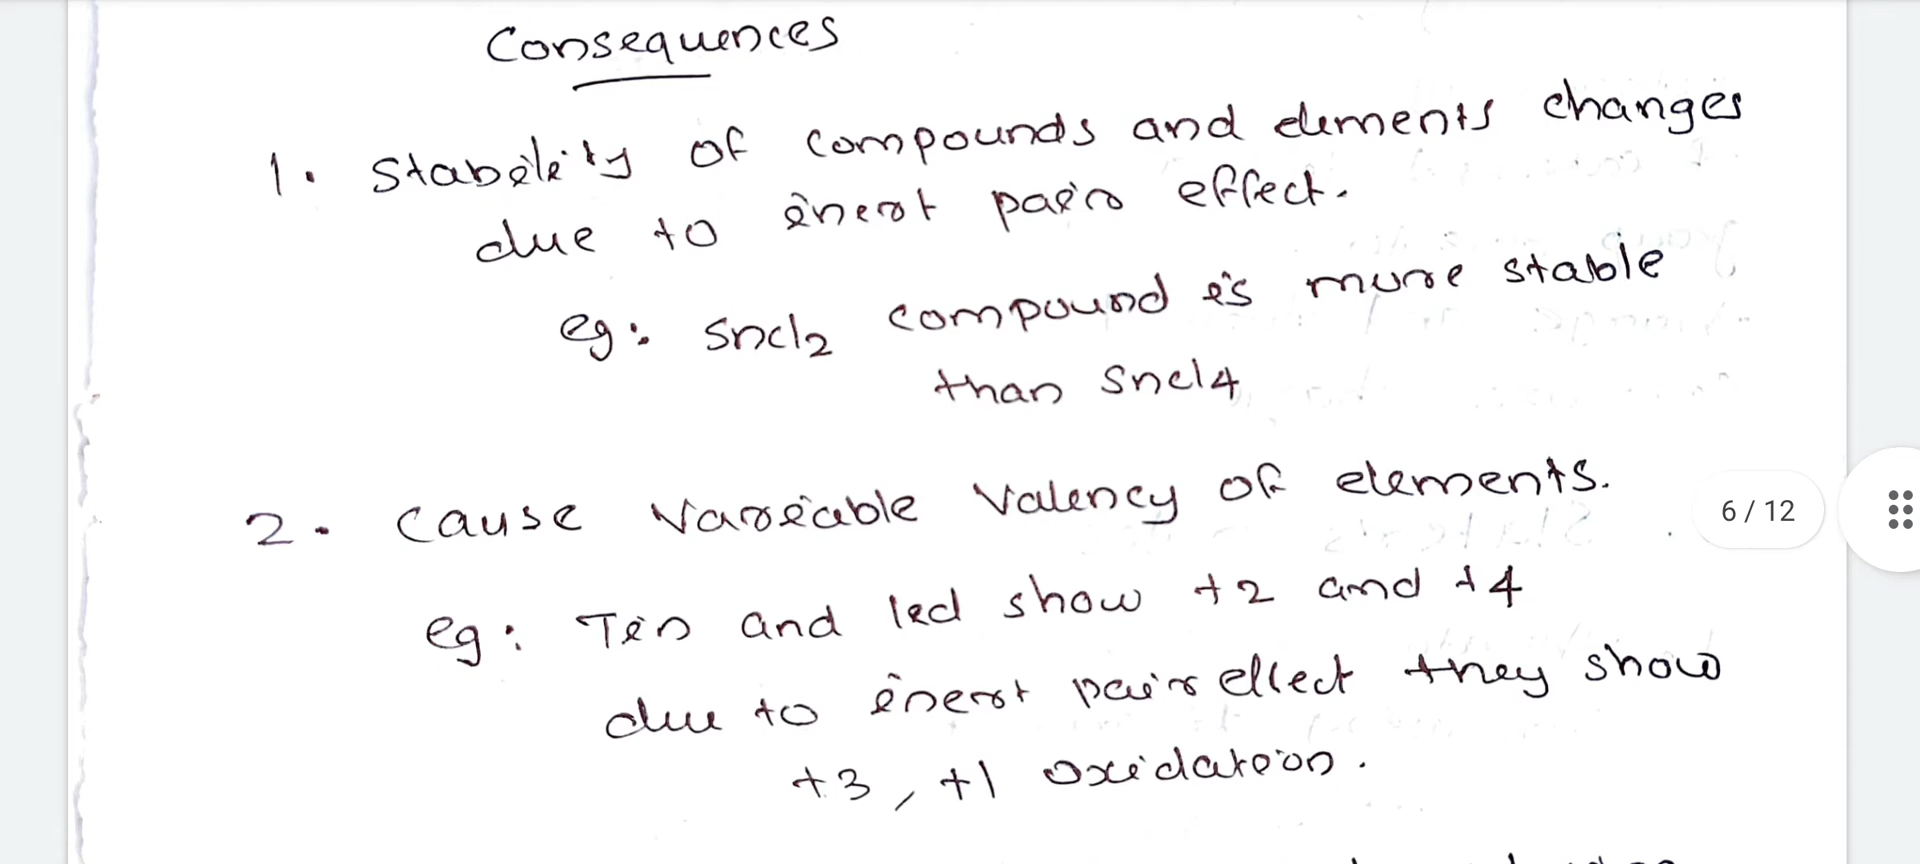 Consequences
1. Stability of compounds and elements changes
due to inert pair effect.
eg: Sncl2 compound is more stable
than Sncl4
2. Cause Variable Valency of elements.
6 / 12
eg: Tin and led show +2 and +4
due to inert pair effect they show
+3, +1 oxidation.